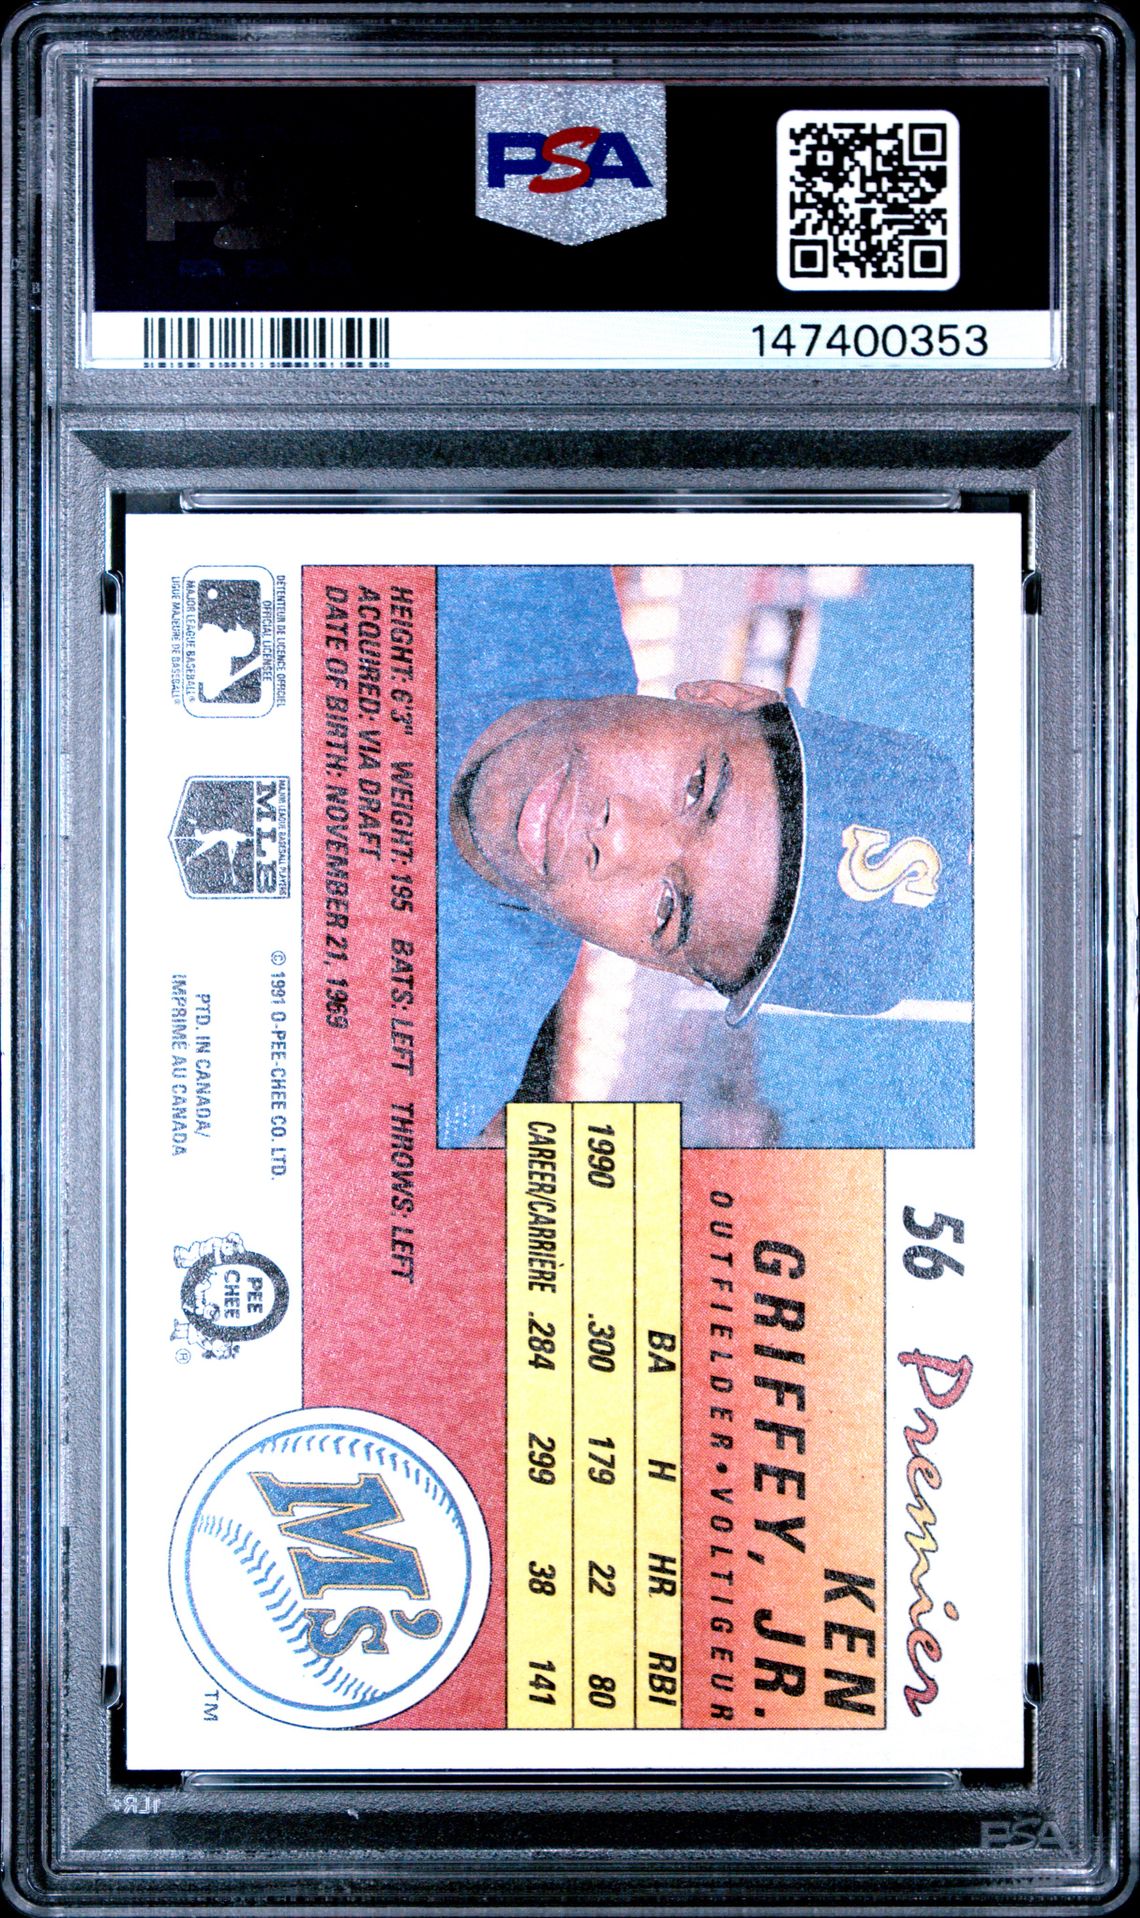 PSA
147400353
56 Premier
KEN
GRIFFEY, JR.
OUTFIELDER • VOLTIGEUR
BA H HR RBI
1990 .300 179 22 80
CAREER/CARRIÈRE .284 299 38 141
S
HEIGHT: 6'3" WEIGHT: 195 BATS: LEFT THROWS: LEFT
ACQUIRED: VIA DRAFT
DATE OF BIRTH: NOVEMBER 21, 1969
M's
TM
DETENTEUR DE LICENCE OFFICIEL
OFFICIAL LICENSEE
MAJOR LEAGUE BASEBALL®
LIGUE MAJEURE DE BASEBALL®
MAJOR LEAGUE BASEBALL PLAYERS
© 1991 O-PEE-CHEE CO. LTD.
PTD. IN CANADA/
IMPRIME AU CANADA
O
PEE
CHEE
®
PSA